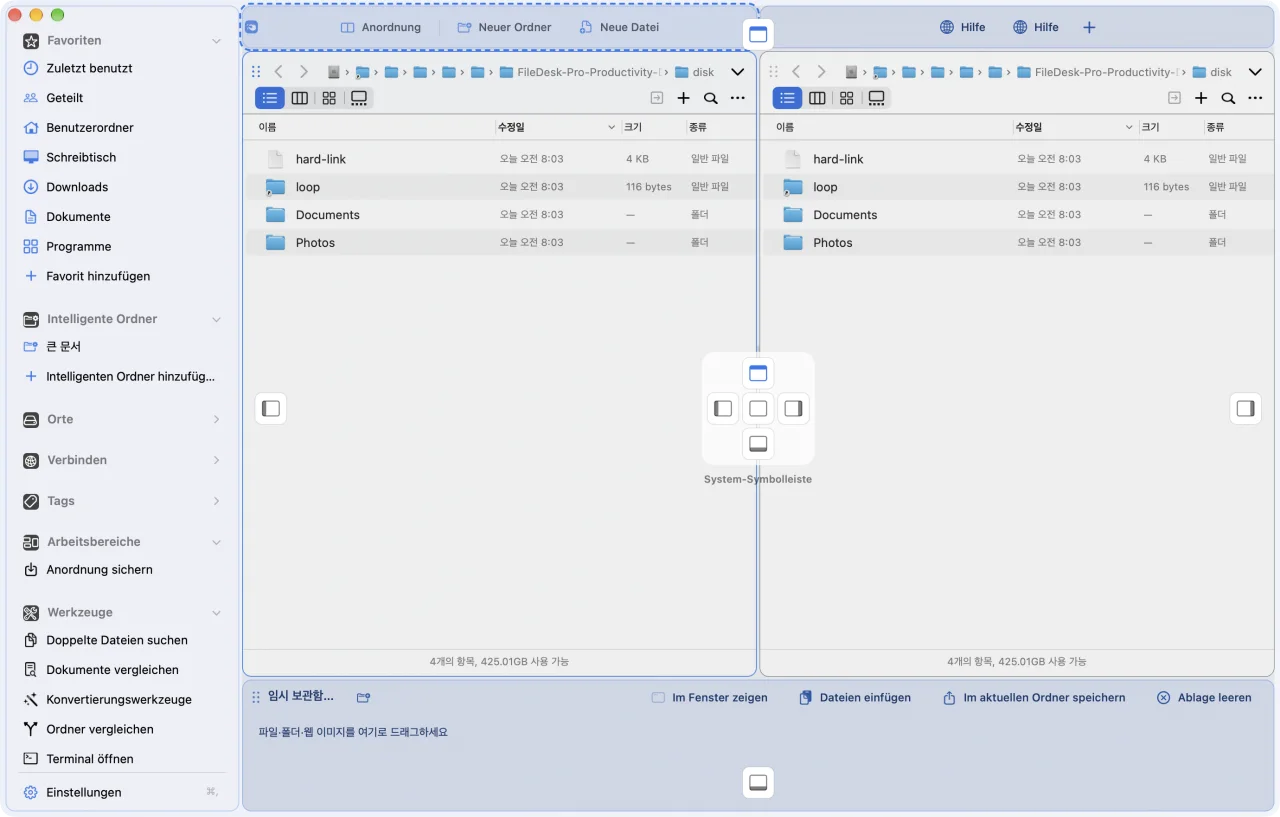 Favoriten
Zuletzt benutzt
Geteilt
Benutzerordner
Schreibtisch
Downloads
Dokumente
Programme
Favorit hinzufügen
Intelligente Ordner
큰 문서
Intelligenten Ordner hinzufüg...
Orte
Verbinden
Tags
Arbeitsbereiche
Anordnung sichern
Werkzeuge
Doppelte Dateien suchen
Dokumente vergleichen
Konvertierungswerkzeuge
Ordner vergleichen
Terminal öffnen
Einstellungen ⌘,
Anordnung Neuer Ordner Neue Datei
Hilfe Hilfe
FileDesk-Pro-Productivity- disk
이름 수정일 크기 종류
hard-link 오늘 오전 8:03 4 KB 일반 파일
loop 오늘 오전 8:03 116 bytes 일반 파일
Documents 오늘 오전 8:03 — 폴더
Photos 오늘 오전 8:03 — 폴더
4개의 항목, 425.01GB 사용 가능
FileDesk-Pro-Productivity- disk
이름 수정일 크기 종류
hard-link 오늘 오전 8:03 4 KB 일반 파일
loop 오늘 오전 8:03 116 bytes 일반 파일
Documents 오늘 오전 8:03 — 폴더
Photos 오늘 오전 8:03 — 폴더
4개의 항목, 425.01GB 사용 가능
System-Symbolleiste
임시 보관함... Im Fenster zeigen Dateien einfügen Im aktuellen Ordner speichern Ablage leeren
파일·폴더·웹 이미지를 여기로 드래그하세요